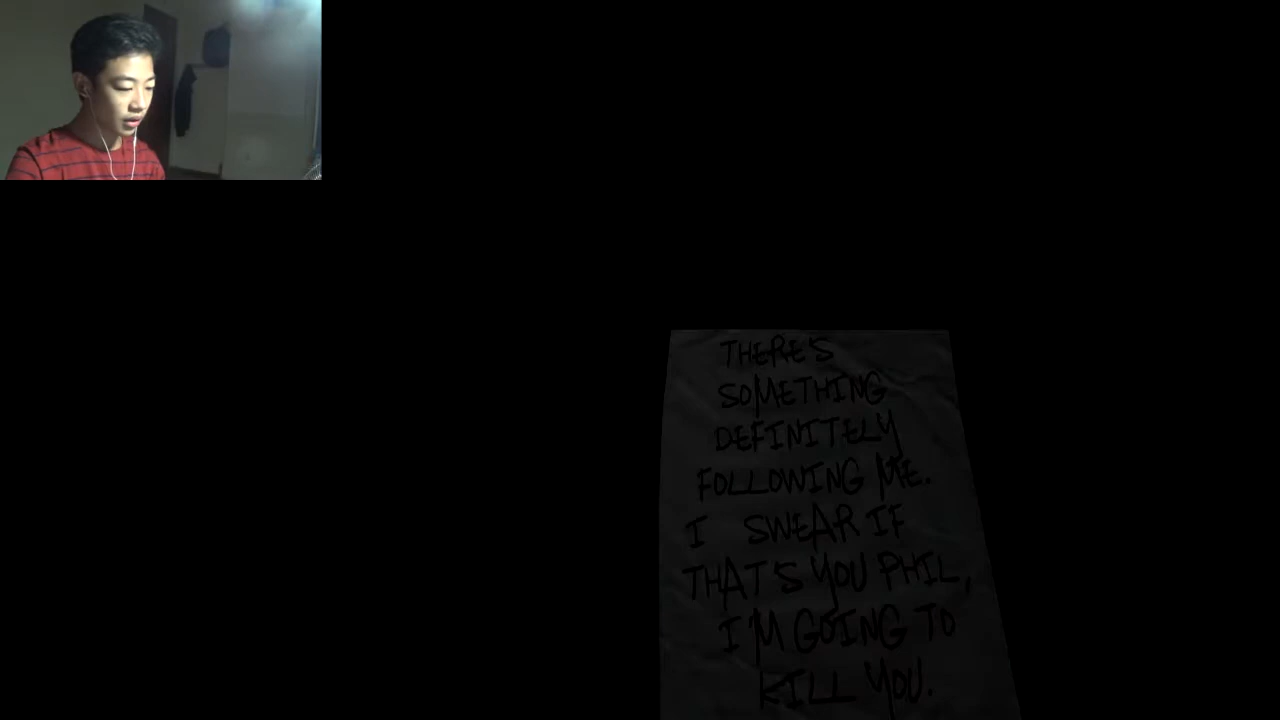 THERE'S
SOMETHING
DEFINITELY
FOLLOWING ME.
I SWEAR IF
THAT'S YOU PHIL,
I'M GOING TO
KILL YOU.